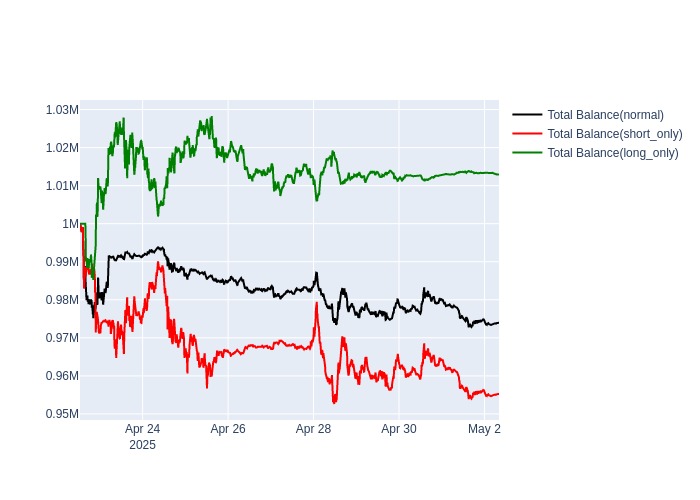 1.03M
1.02M
1.01M
1M
0.99M
0.98M
0.97M
0.96M
0.95M
Apr 24
2025
Apr 26
Apr 28
Apr 30
May 2
Total Balance(normal)
Total Balance(short_only)
Total Balance(long_only)